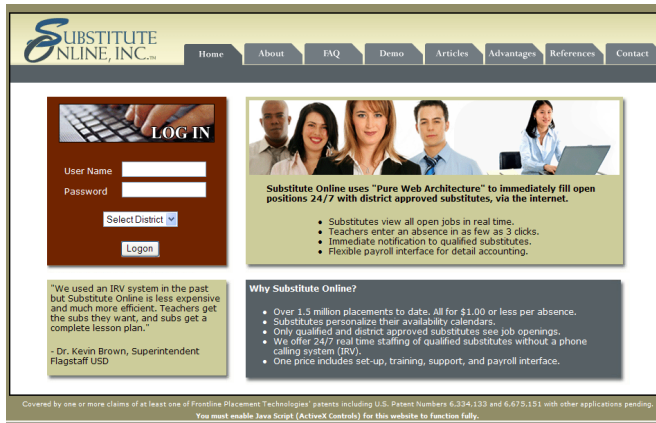 SUBSTITUTE
ONLINE, INC.™
Home About FAQ Demo Articles Advantages References Contact
LOG IN
User Name
Password
Select District
Logon
Substitute Online uses "Pure Web Architecture" to immediately fill open
positions 24/7 with district approved substitutes, via the internet.
• Substitutes view all open jobs in real time.
• Teachers enter an absence in as few as 3 clicks.
• Immediate notification to qualified substitutes.
• Flexible payroll interface for detail accounting.
"We used an IRV system in the past
but Substitute Online is less expensive
and much more efficient. Teachers get
the subs they want, and subs get a
complete lesson plan."
- Dr. Kevin Brown, Superintendent
Flagstaff USD
Why Substitute Online?
• Over 1.5 million placements to date. All for $1.00 or less per absence.
• Substitutes personalize their availability calendars.
• Only qualified and district approved substitutes see job openings.
• We offer 24/7 real time staffing of qualified substitutes without a phone
calling system (IRV).
• One price includes set-up, training, support, and payroll interface.
Covered by one or more claims of at least one of Frontline Placement Technologies' patents including U.S. Patent Numbers 6,334,133 and 6,675,151 with other applications pending.
You must enable Java Script (ActiveX Controls) for this website to function fully.